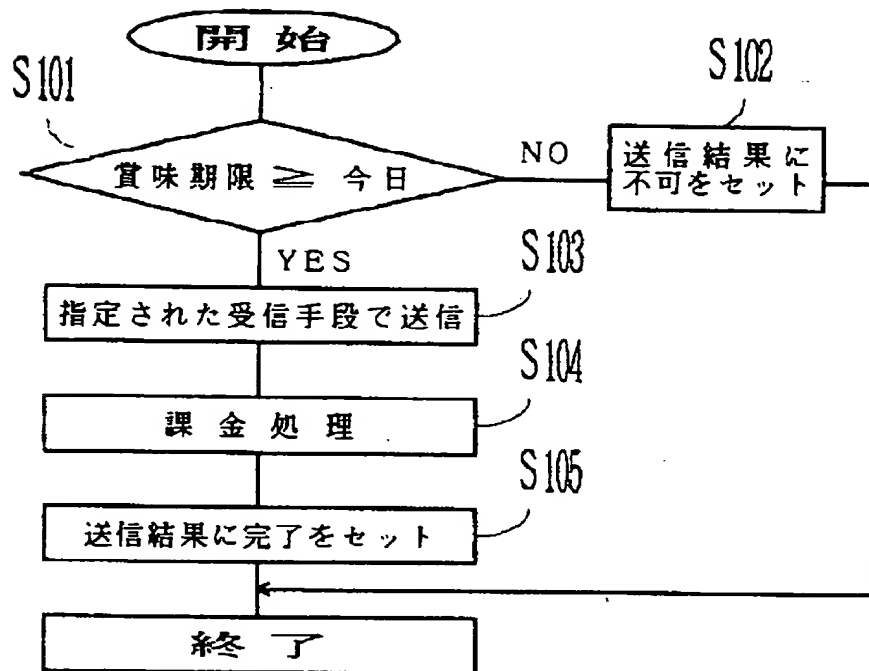 開始
S101
賞味期限 ≧ 今日
NO
S102
送信結果に
不可をセット
YES
S103
指定された受信手段で送信
S104
課金処理
S105
送信結果に完了をセット
終了